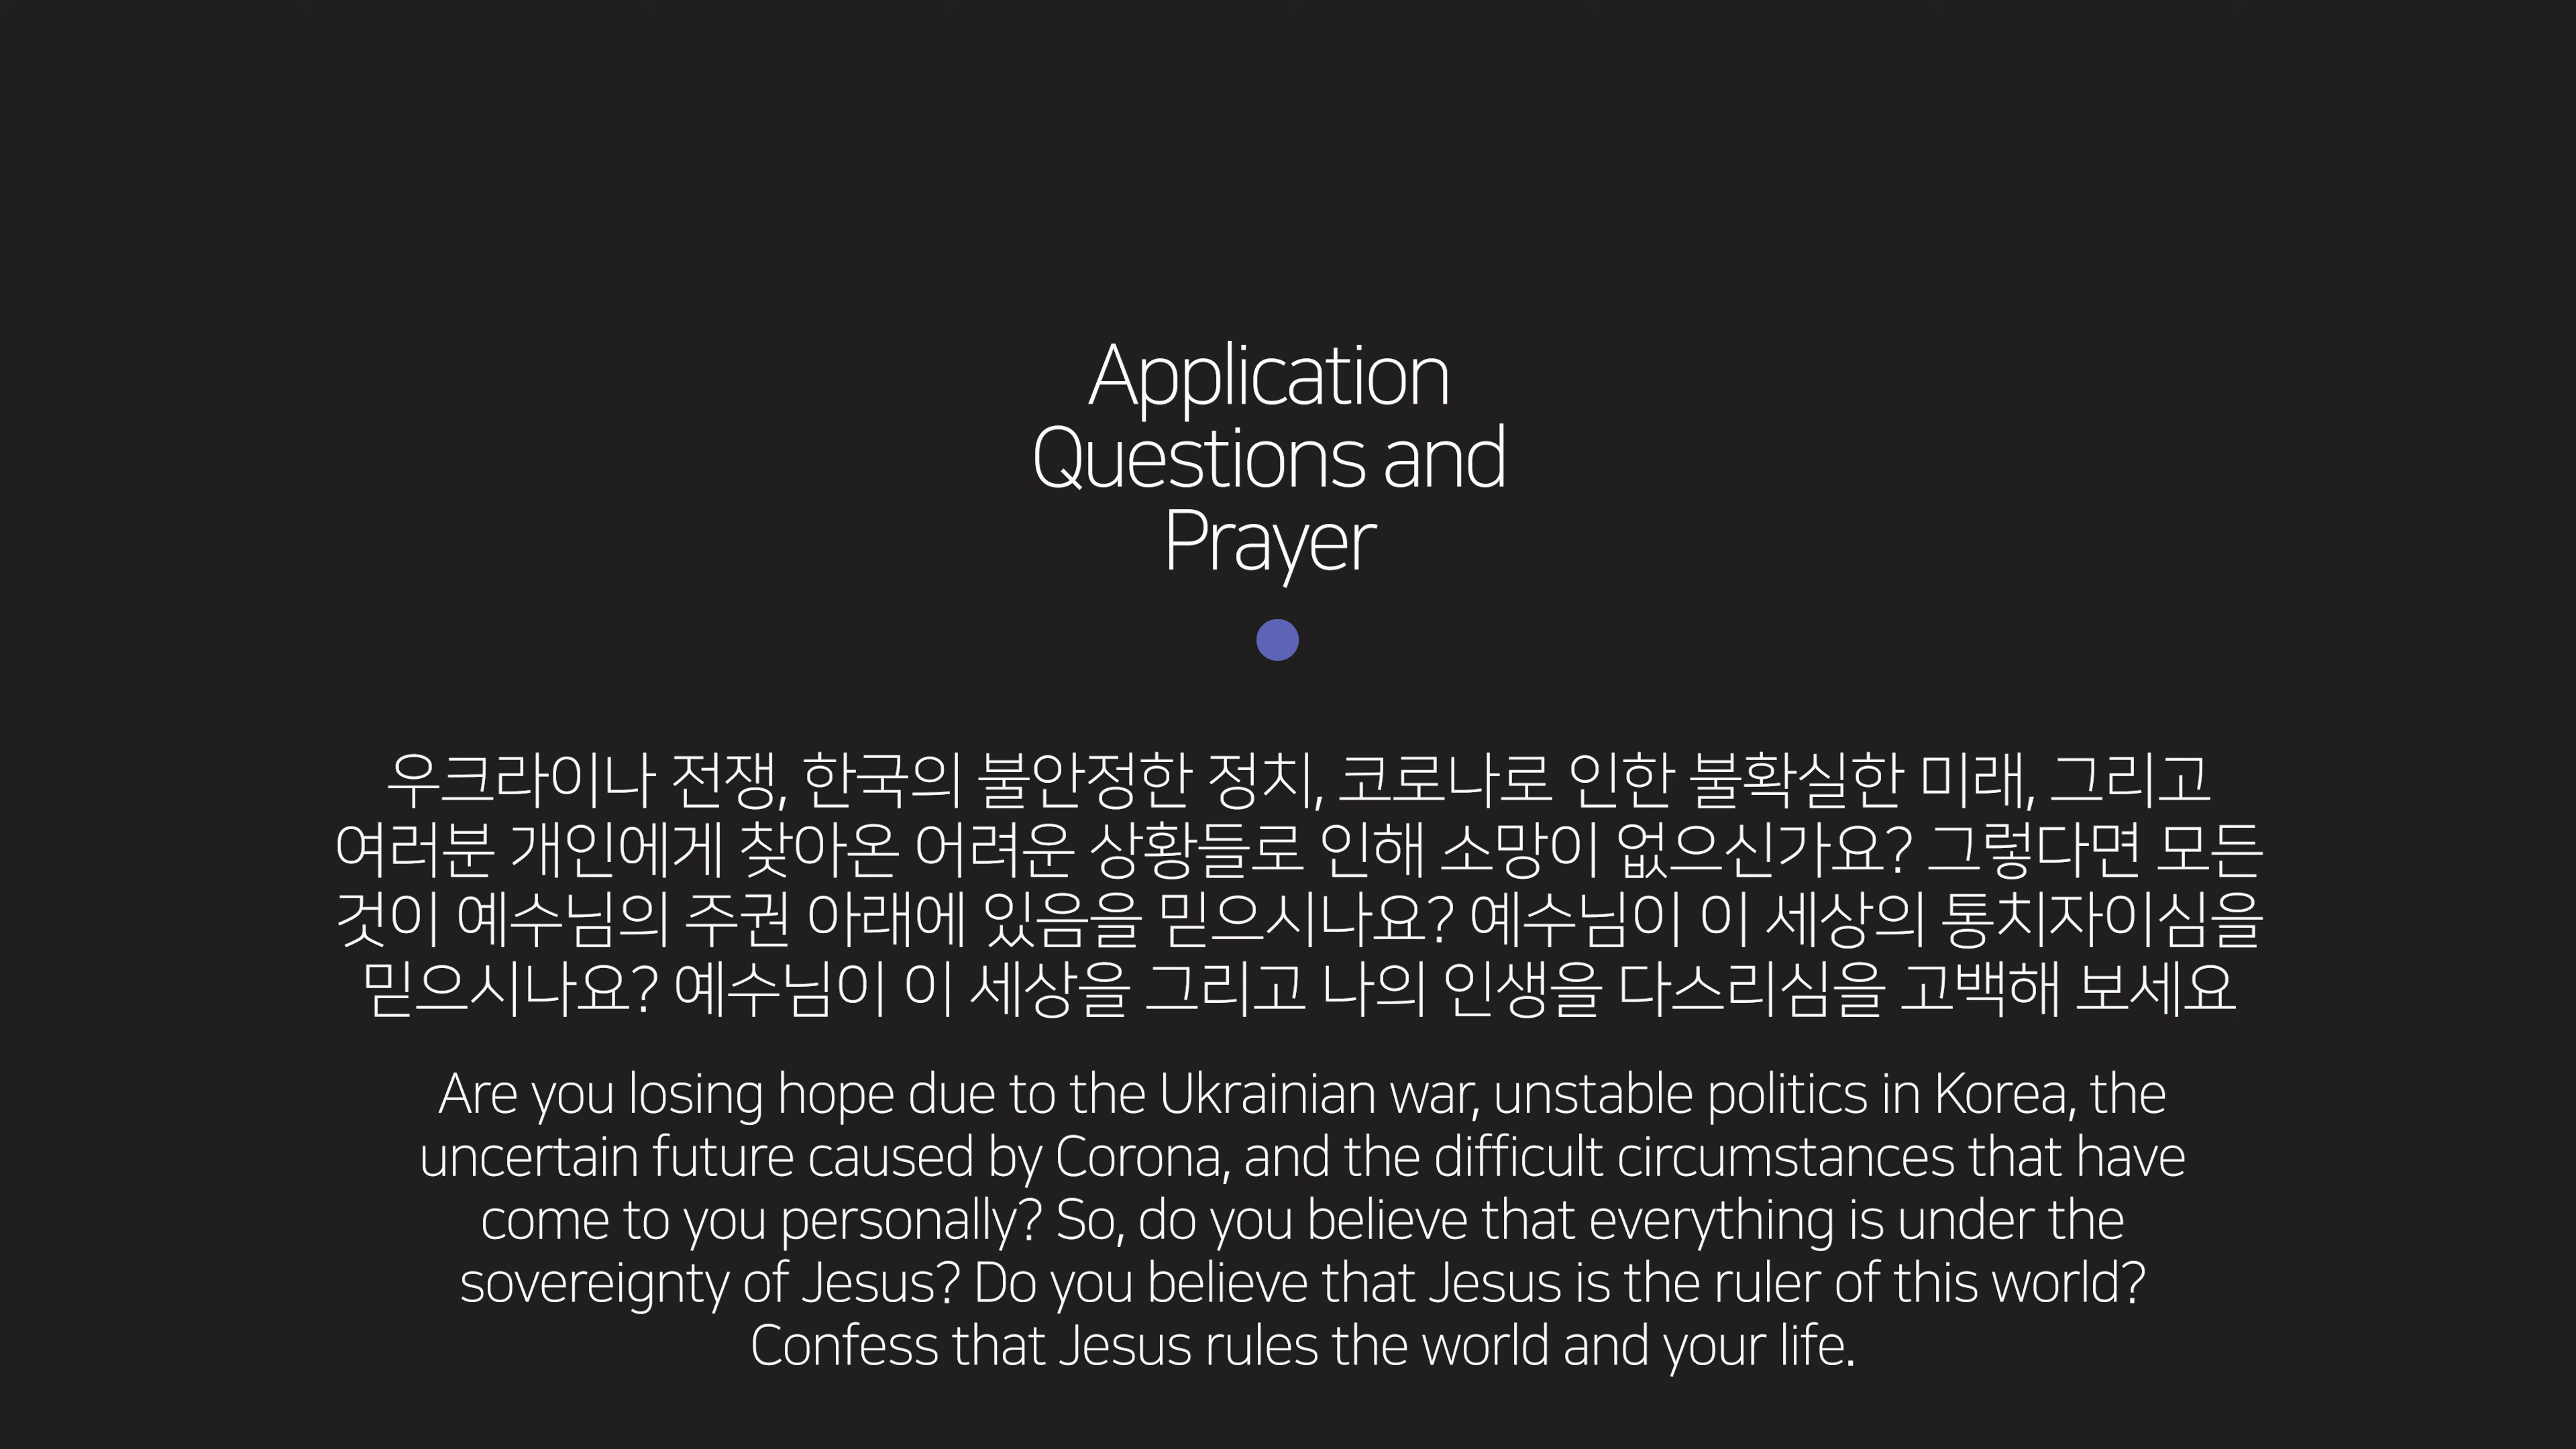 Application
Questions and
Prayer
우크라이나 전쟁, 한국의 불안정한 정치, 코로나로 인한 불확실한 미래, 그리고
여러분 개인에게 찾아온 어려운 상황들로 인해 소망이 없으신가요? 그렇다면 모든
것이 예수님의 주권 아래에 있음을 믿으시나요? 예수님이 이 세상의 통치자이심을
믿으시나요? 예수님이 이 세상을 그리고 나의 인생을 다스리심을 고백해 보세요
Are you losing hope due to the Ukrainian war, unstable politics in Korea, the
uncertain future caused by Corona, and the difficult circumstances that have
come to you personally? So, do you believe that everything is under the
sovereignty of Jesus? Do you believe that Jesus is the ruler of this world?
Confess that Jesus rules the world and your life.